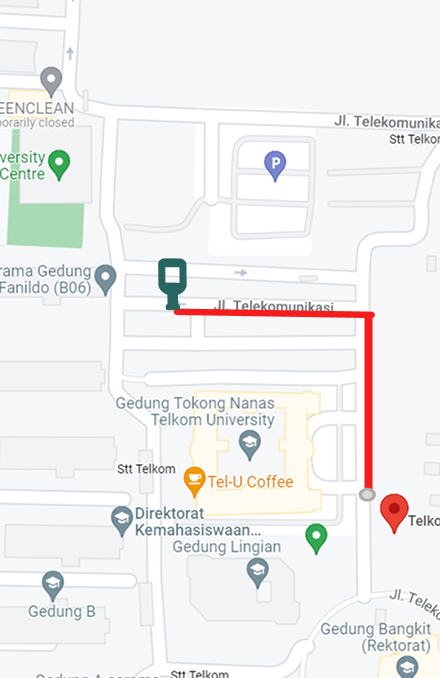 EENCLEAN
porarily closed
Jl. Telekomunika
Stt Telkom
P
versity
Centre
rama Gedung
Fanildo (B06)
Jl. Telekomunikasi
Gedung Tokong Nanas
Telkom University
Stt Telkom
Tel-U Coffee
Telko
Direktorat
Kemahasiswaan...
Gedung Lingian
Gedung B
Jl. Teleko
Gedung Bangkit
(Rektorat)
Stt Telkom